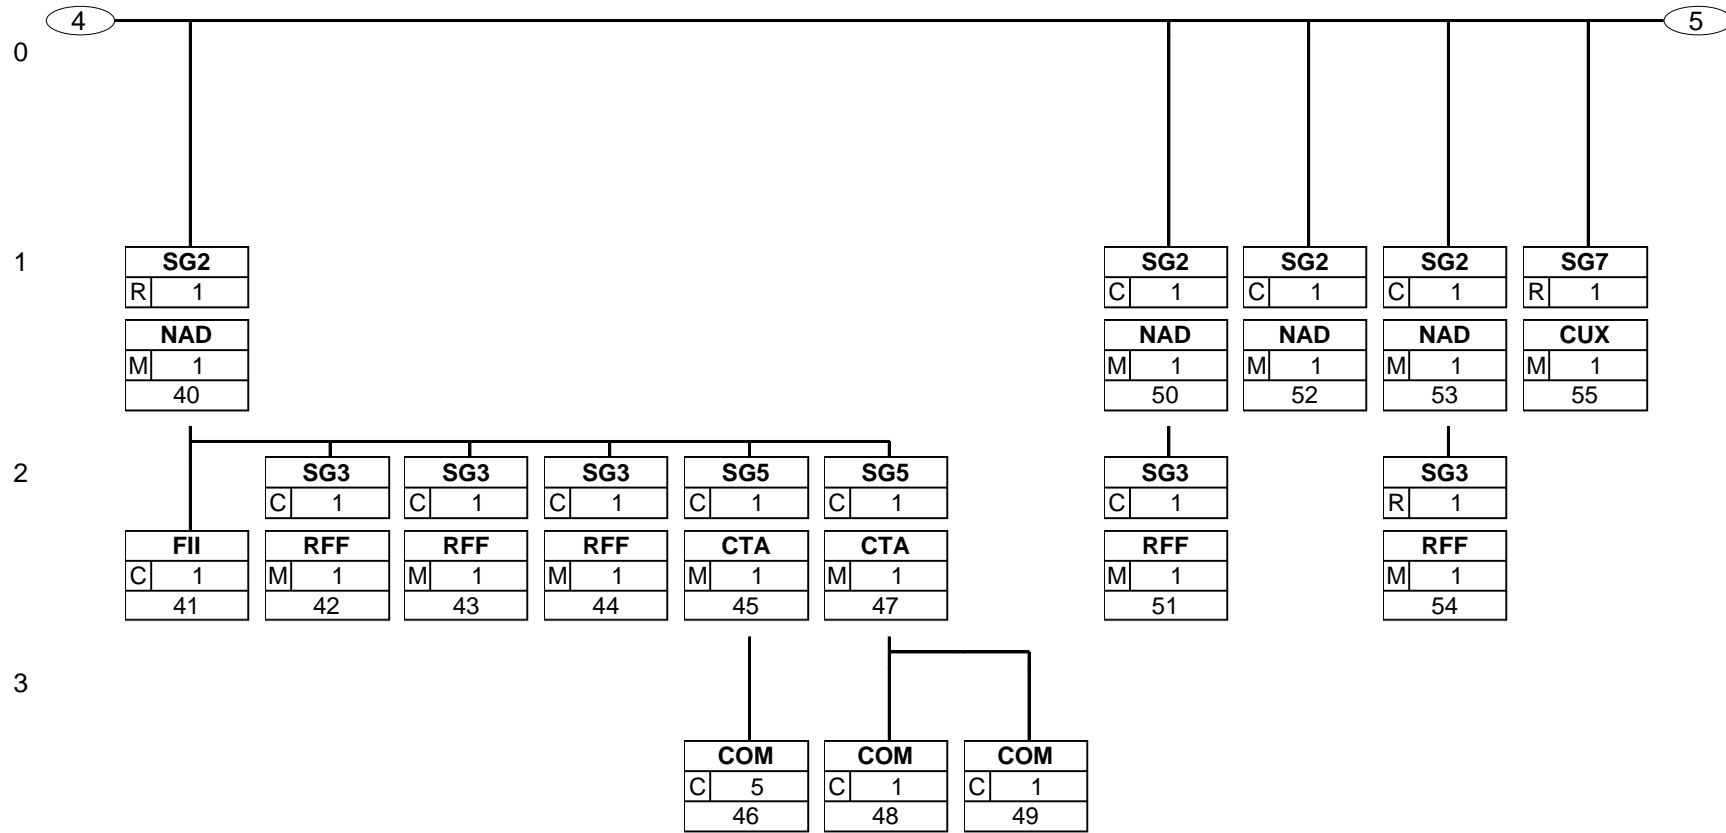 4 5
0
1
SG2 SG2 SG2 SG2 SG7
R 1 C 1 C 1 C 1 R 1
NAD NAD NAD NAD CUX
M 1 M 1 M 1 M 1 M 1
40 50 52 53 55
2
SG3 SG3 SG3 SG5 SG5 SG3 SG3
C 1 C 1 C 1 C 1 C 1 C 1 R 1
FII RFF RFF RFF CTA CTA RFF RFF
C 1 M 1 M 1 M 1 M 1 M 1 M 1 M 1
41 42 43 44 45 47 51 54
3
COM COM COM
C 5 C 1 C 1
46 48 49